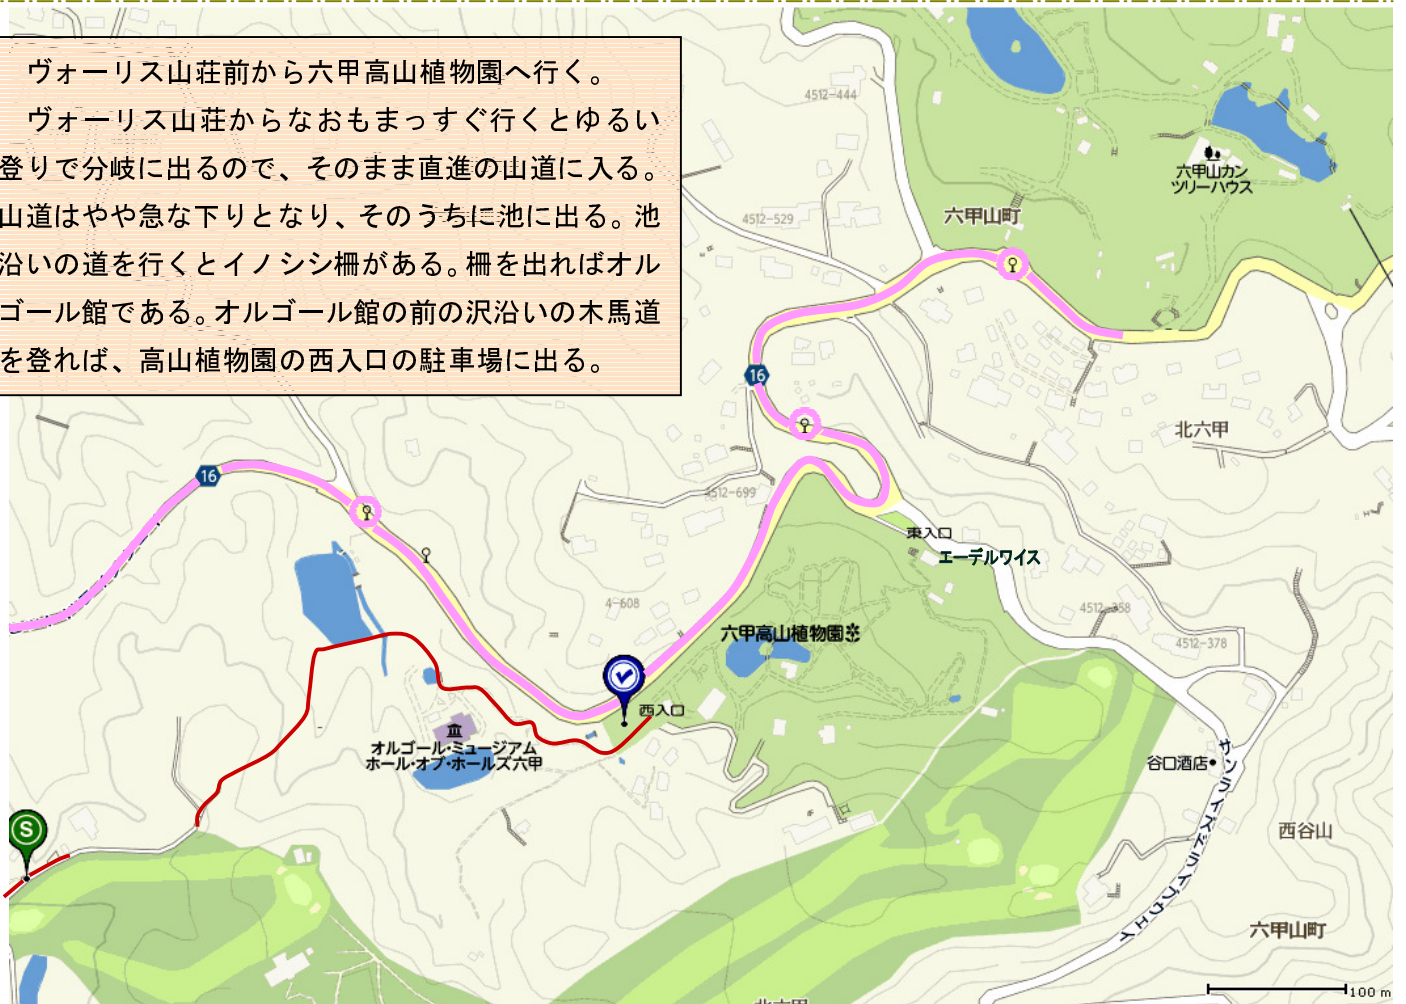 ヴォーリス山荘前から六甲高山植物園へ行く。
ヴォーリス山荘からなおもまっすぐ行くとゆるい
登りで分岐に出るので、そのまま直進の山道に入る。
山道はやや急な下りとなり、そのうちに池に出る。池
沿いの道を行くとイノシシ柵がある。柵を出ればオル
ゴール館である。オルゴール館の前の沢沿いの木馬道
を登れば、高山植物園の西入口の駐車場に出る。
4512-444
六甲山カン
ツリーハウス
六甲山町
4512-529
16
北六甲
16
4512-699
東入口
エーデルワイス
4-608
4512-358
六甲高山植物園
4512-378
西入口
オルゴール・ミュージアム
ホール・オブ・ホールズ六甲
谷口酒店
サンライズドライブウェイ
S
西谷山
六甲山町
100 m
北六甲